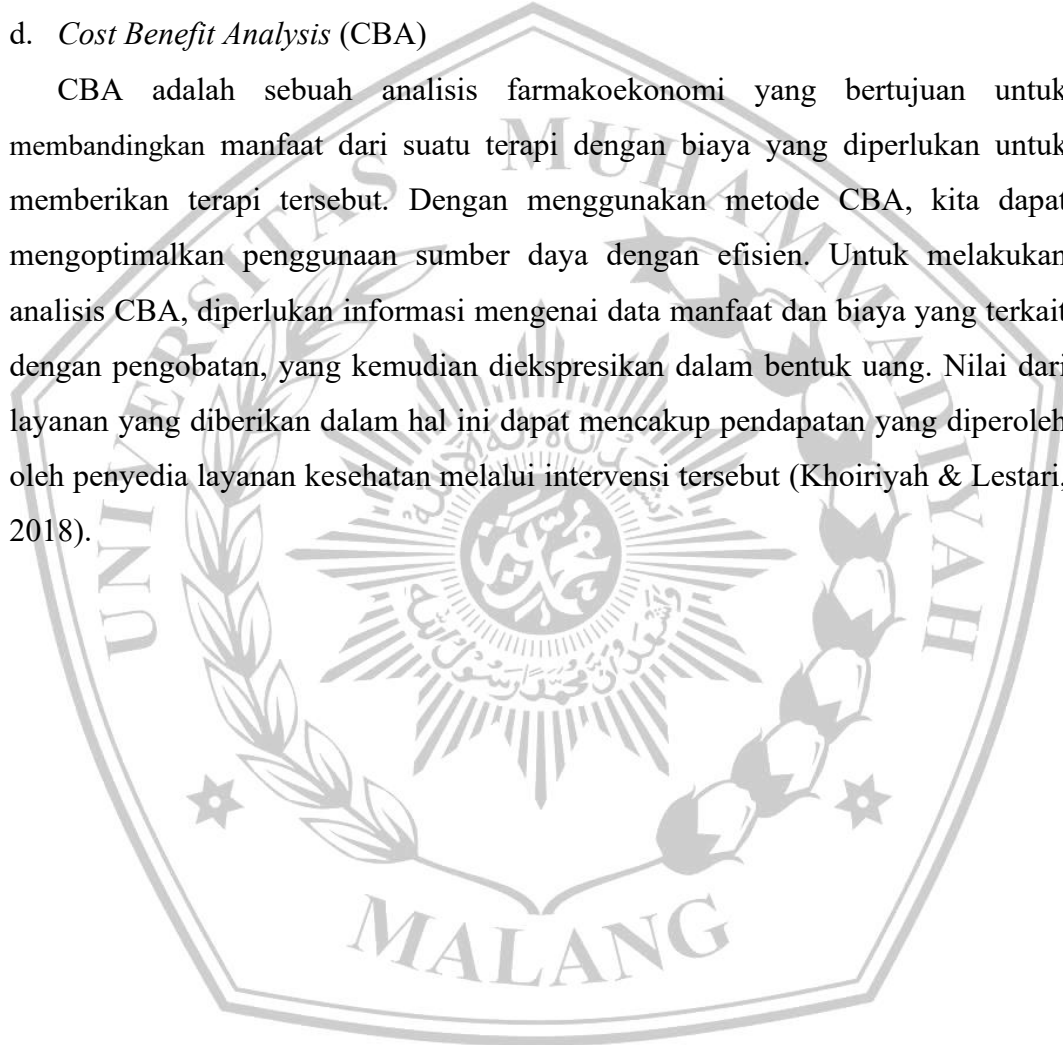 d. Cost Benefit Analysis (CBA)
CBA adalah sebuah analisis farmakoekonomi yang bertujuan untuk
membandingkan manfaat dari suatu terapi dengan biaya yang diperlukan untuk
memberikan terapi tersebut. Dengan menggunakan metode CBA, kita dapat
mengoptimalkan penggunaan sumber daya dengan efisien. Untuk melakukan
analisis CBA, diperlukan informasi mengenai data manfaat dan biaya yang terkait
dengan pengobatan, yang kemudian diekspresikan dalam bentuk uang. Nilai dari
layanan yang diberikan dalam hal ini dapat mencakup pendapatan yang diperoleh
oleh penyedia layanan kesehatan melalui intervensi tersebut (Khoiriyah & Lestari,
2018).
UNIVERSITAS MUHAMMADIYAH
MALANG